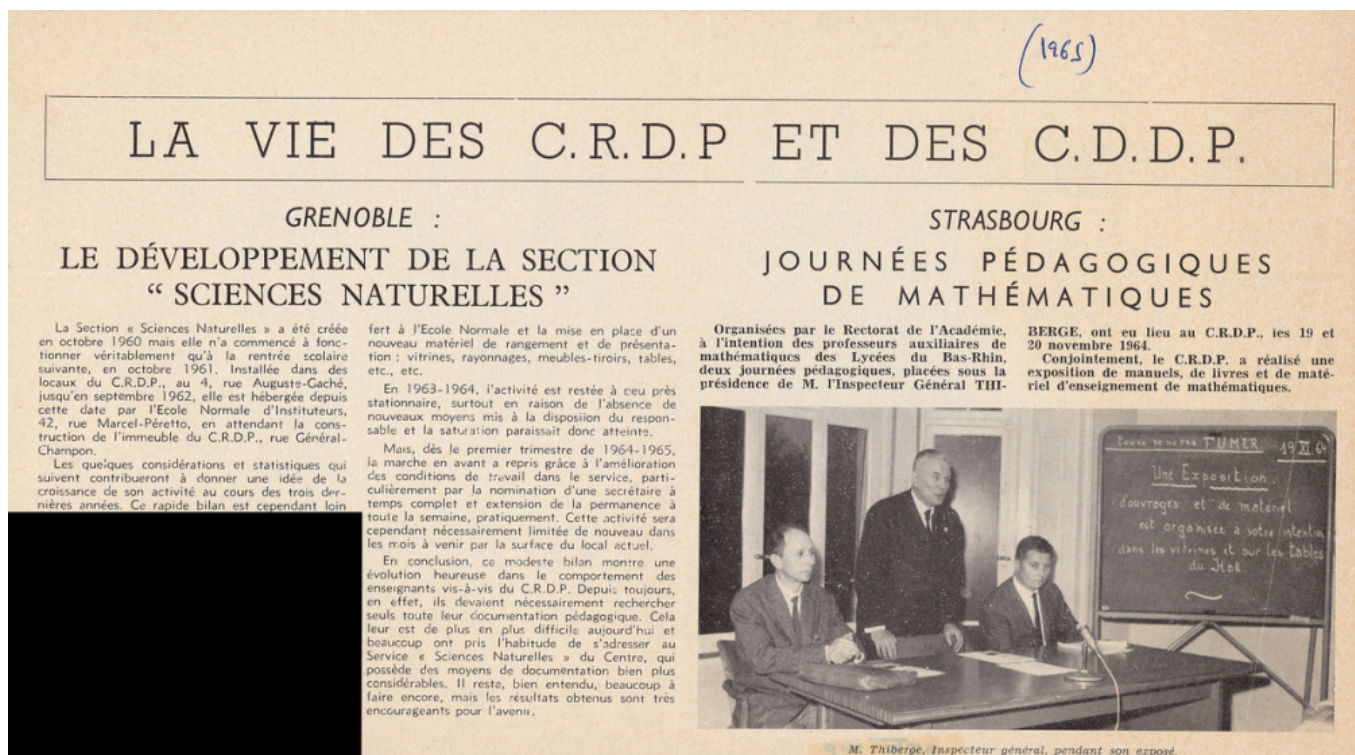 (1965)
LA VIE DES C.R.D.P ET DES C.D.D.P.
GRENOBLE :
LE DÉVELOPPEMENT DE LA SECTION
“ SCIENCES NATURELLES ”
La Section « Sciences Naturelles » a été créée
en octobre 1960 mais elle n'a commencé à fonc-
tionner véritablement qu'à la rentrée scolaire
suivante, en octobre 1961. Installée dans des
locaux du C.R.D.P., au 4, rue Auguste-Gaché,
jusqu'en septembre 1962, elle est hébergée depuis
cette date par l'Ecole Normale d'Instituteurs,
42, rue Marcel-Péretto, en attendant la cons-
truction de l'immeuble du C.R.D.P., rue Général-
Champon.
Les quelques considérations et statistiques qui
suivent contribueront à donner une idée de la
croissance de son activité au cours des trois der-
nières années. Ce rapide bilan est cependant loin
fert à l'Ecole Normale et la mise en place d'un
nouveau matériel de rangement et de présenta-
tion : vitrines, rayonnages, meubles-tiroirs, tables,
etc., etc.
En 1963-1964, l'activité est restée à peu près
stationnaire, surtout en raison de l'absence de
nouveaux moyens mis à la disposiion du respon-
sable et la saturation paraissait donc atteinte.
Mais, dès le premier trimestre de 1964-1965,
la marche en avant a repris grâce à l'amélioration
des conditions de travail dans le service, parti-
culièrement par la nomination d'une secrétaire à
temps complet et extension de la permanence à
toute la semaine, pratiquement. Cette activité sera
cependant nécessairement limitée de nouveau dans
les mois à venir par la surface du local actuel.
En conclusion, ce modeste bilan montre une
évolution heureuse dans le comportement des
enseignants vis-à-vis du C.R.D.P. Depuis toujours,
en effet, ils devaient nécessairement rechercher
seuls toute leur documentation pédagogique. Cela
leur est de plus en plus difficile aujourd'hui et
beaucoup ont pris l'habitude de s'adresser au
Service « Sciences Naturelles » du Centre, qui
possède des moyens de documentation bien plus
considérables. Il reste, bien entendu, beaucoup à
faire encore, mais les résultats obtenus sont très
encourageants pour l'avenir.
STRASBOURG :
JOURNÉES PÉDAGOGIQUES
DE MATHÉMATIQUES
Organisées par le Rectorat de l'Académie,
à l'intention des professeurs auxiliaires de
mathématiques des Lycées du Bas-Rhin,
deux journées pédagogiques, placées sous la
présidence de M. l'Inspecteur Général THI-
BERGE, ont eu lieu au C.R.D.P., les 19 et
20 novembre 1964.
Conjointement, le C.R.D.P. a réalisé une
exposition de manuels, de livres et de maté-
riel d'enseignement de mathématiques.
DE NE PAS FUMER 19 XI 64
Une Exposition.
d'ouvrages et de matériel
est organisée à votre intention
dans les vitrines et sur les tables
du Hall
M. Thiberge, Inspecteur général, pendant son exposé.